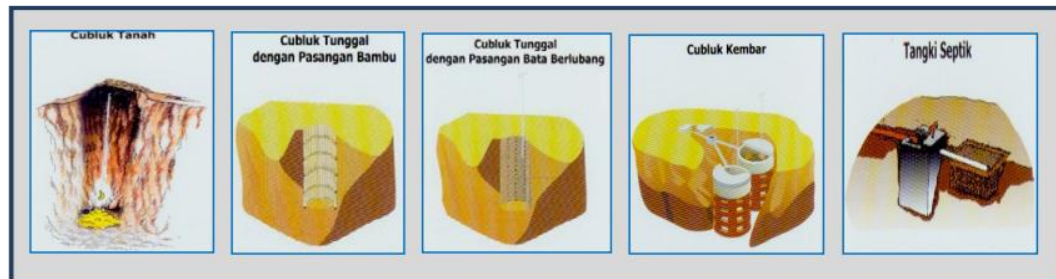 Cubluk Tanah
Cubluk Tunggal
dengan Pasangan Bambu
Cubluk Tunggal
dengan Pasangan Bata Berlubang
Cubluk Kembar
Tangki Septik